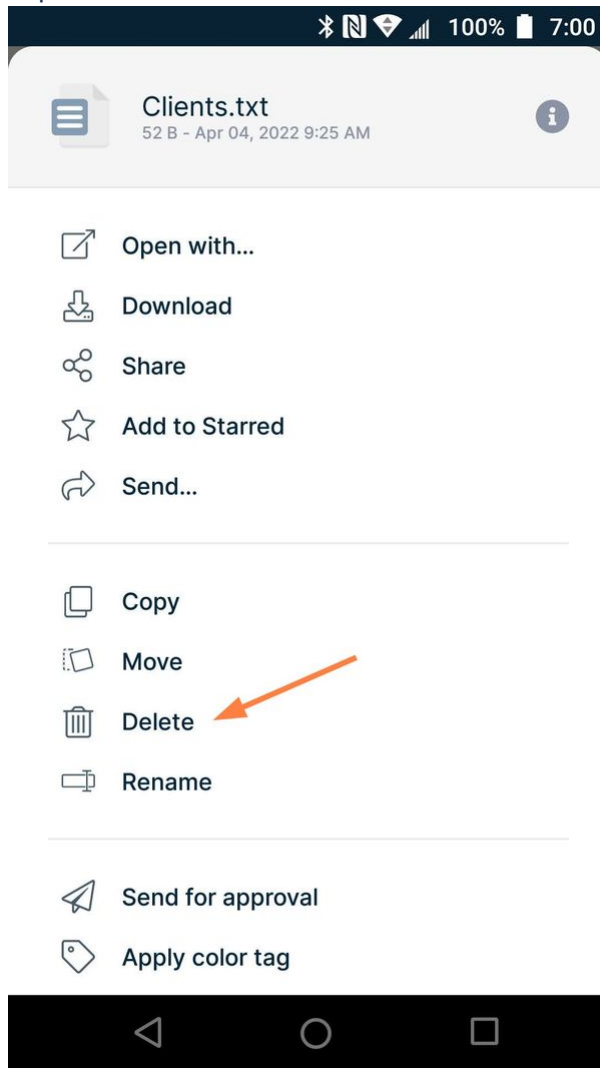 100% 7:00
Clients.txt
52 B - Apr 04, 2022 9:25 AM
Open with...
Download
Share
Add to Starred
Send...
Copy
Move
Delete
Rename
Send for approval
Apply color tag